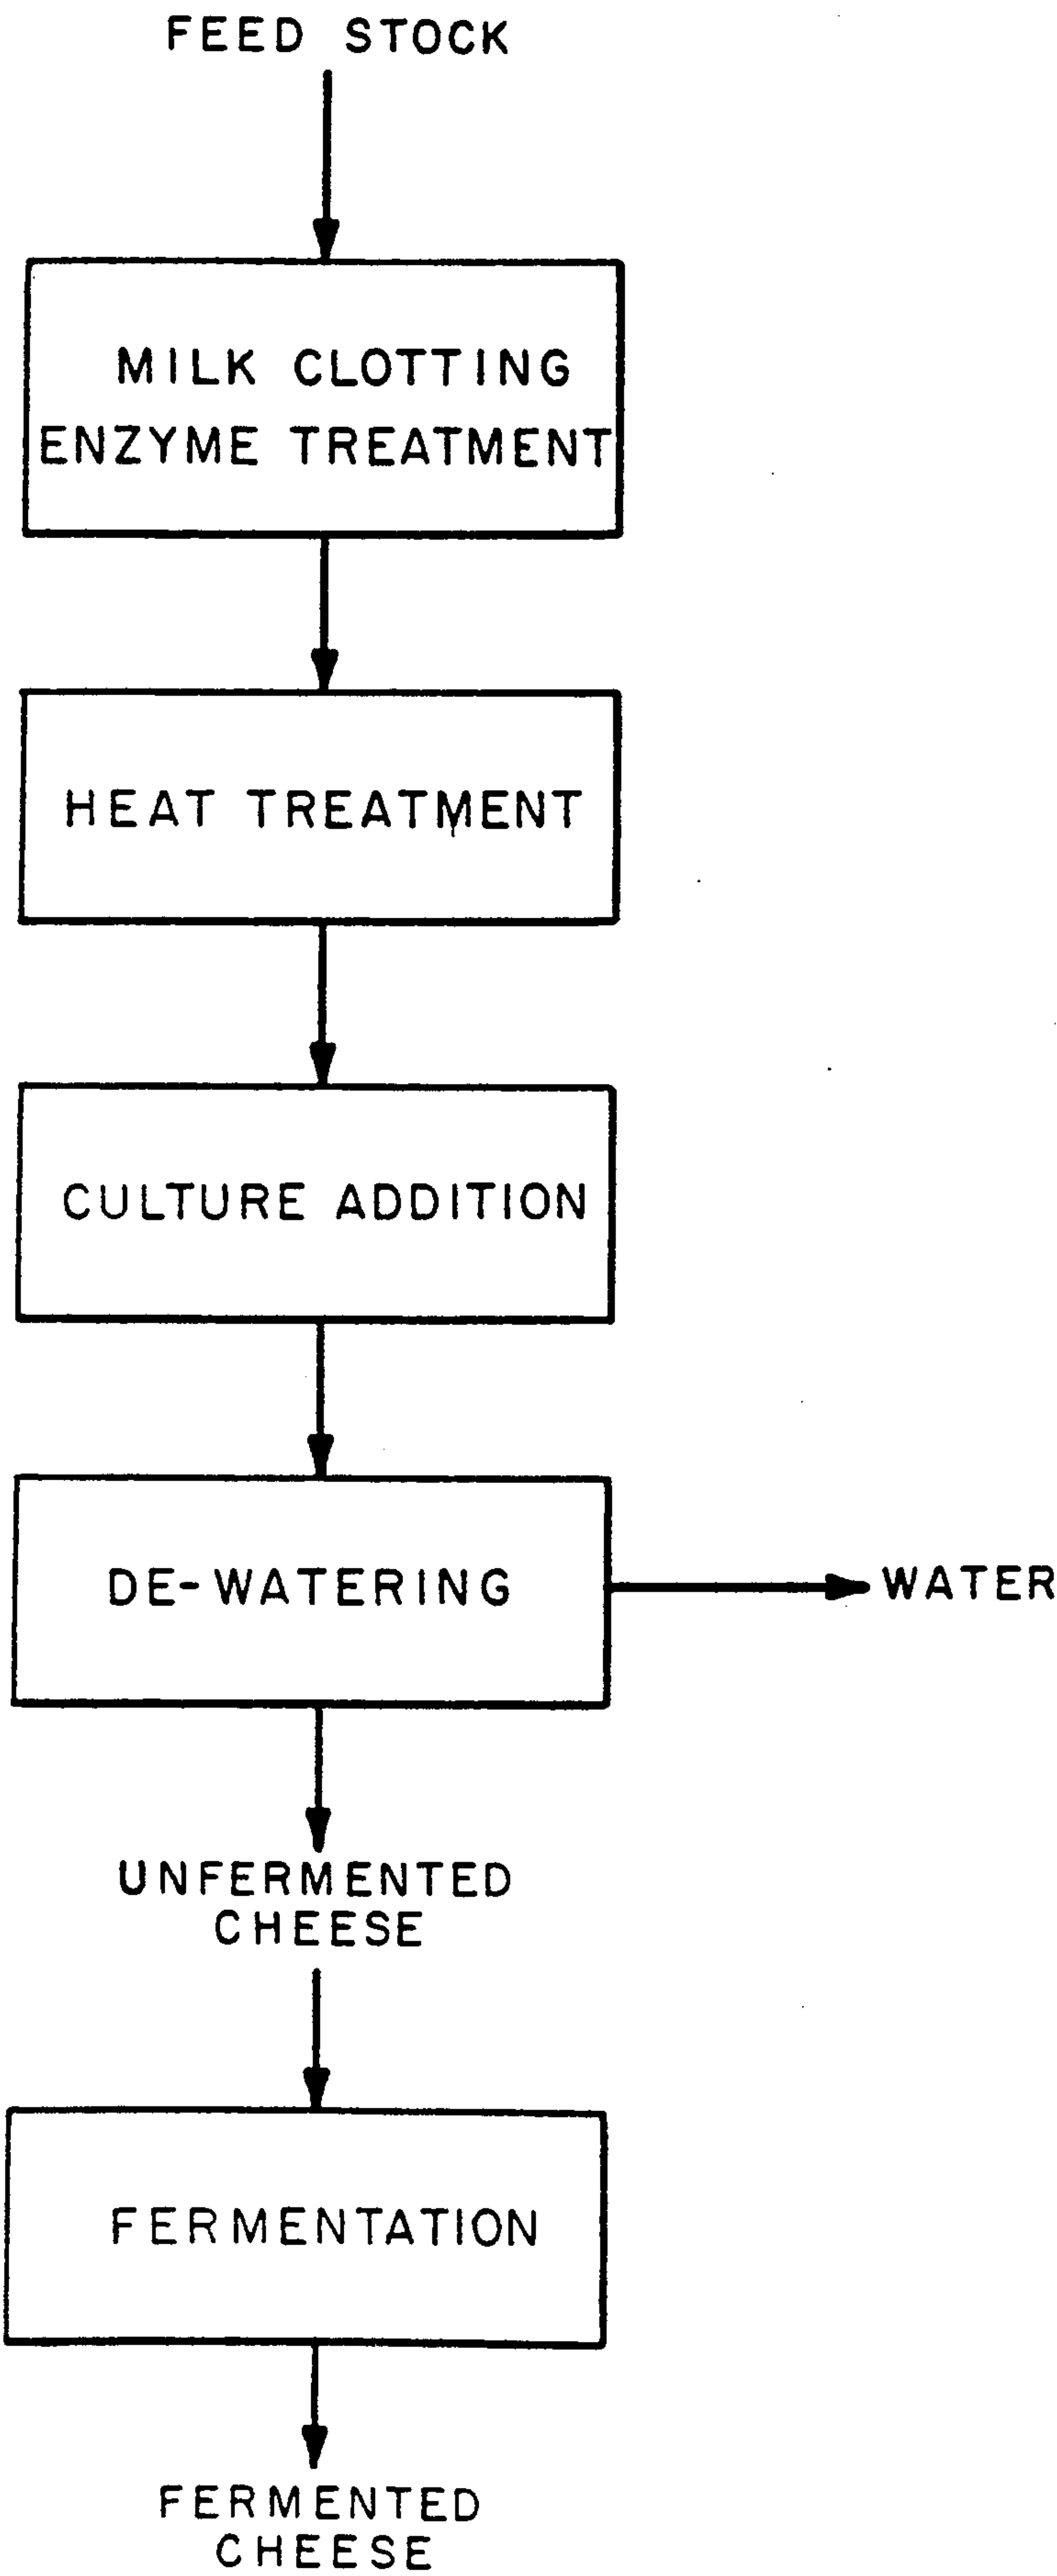 FEED STOCK
MILK CLOTTING
ENZYME TREATMENT
HEAT TREATMENT
CULTURE ADDITION
DE-WATERING
WATER
UNFERMENTED
CHEESE
FERMENTATION
FERMENTED
CHEESE